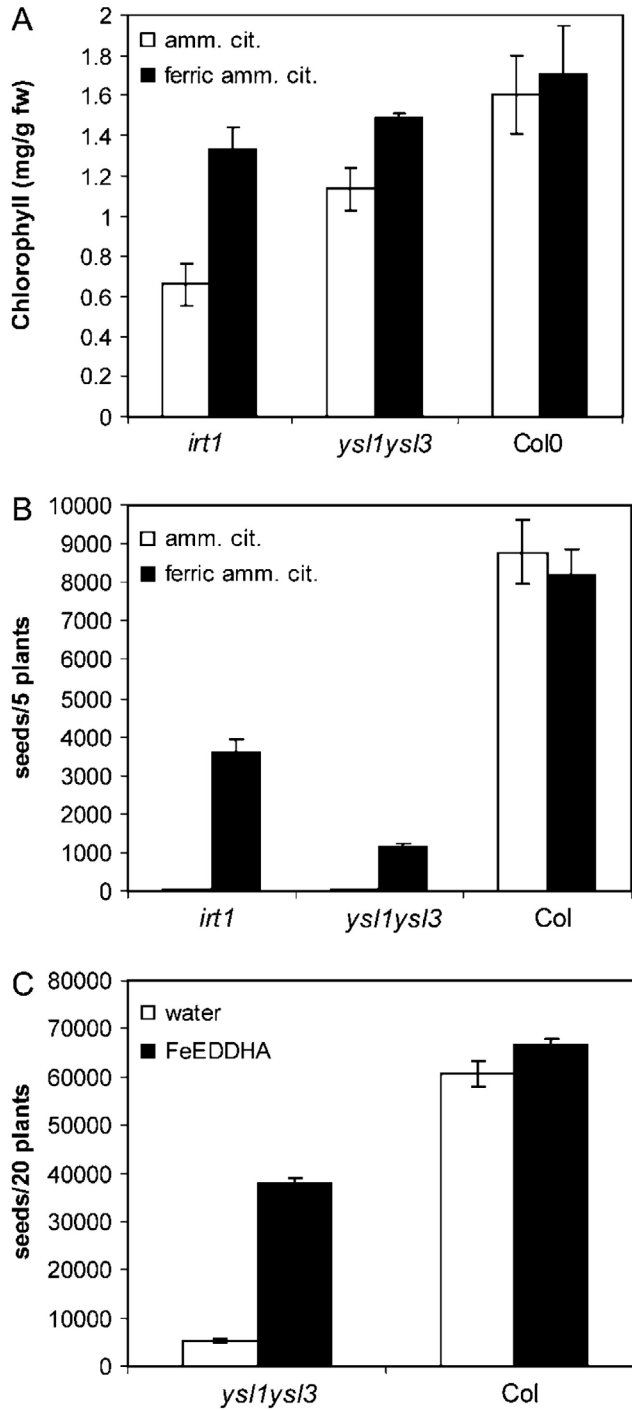 A
amm. cit.
ferric amm. cit.
Chlorophyll (mg/g fw)
2
1.8
1.6
1.4
1.2
1
0.8
0.6
0.4
0.2
0
irt1 ysl1ysl3 Col0
B
amm. cit.
ferric amm. cit.
seeds/5 plants
10000
9000
8000
7000
6000
5000
4000
3000
2000
1000
0
irt1 ysl1ysl3 Col
C
water
FeEDDHA
seeds/20 plants
80000
70000
60000
50000
40000
30000
20000
10000
0
ysl1ysl3 Col